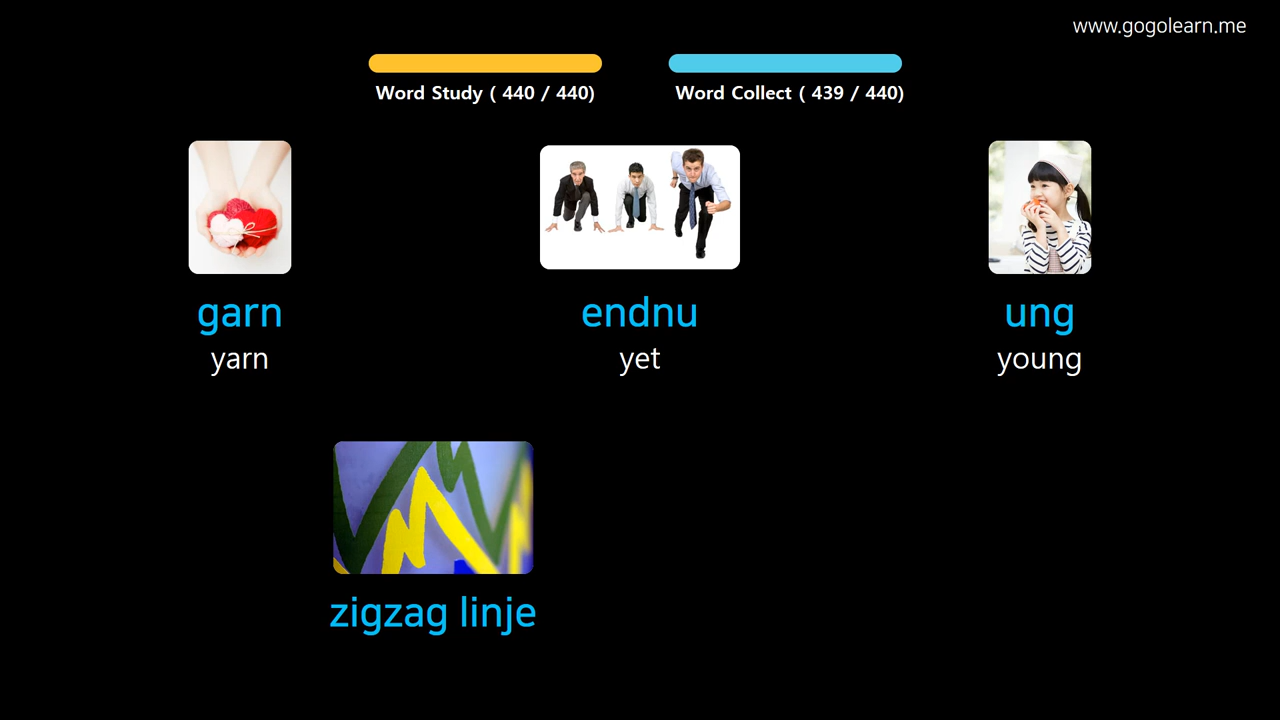 www.gogolearn.me
Word Study ( 440 / 440)
Word Collect ( 439 / 440)
garn
endnu
ung
yarn
yet
young
zigzag linje